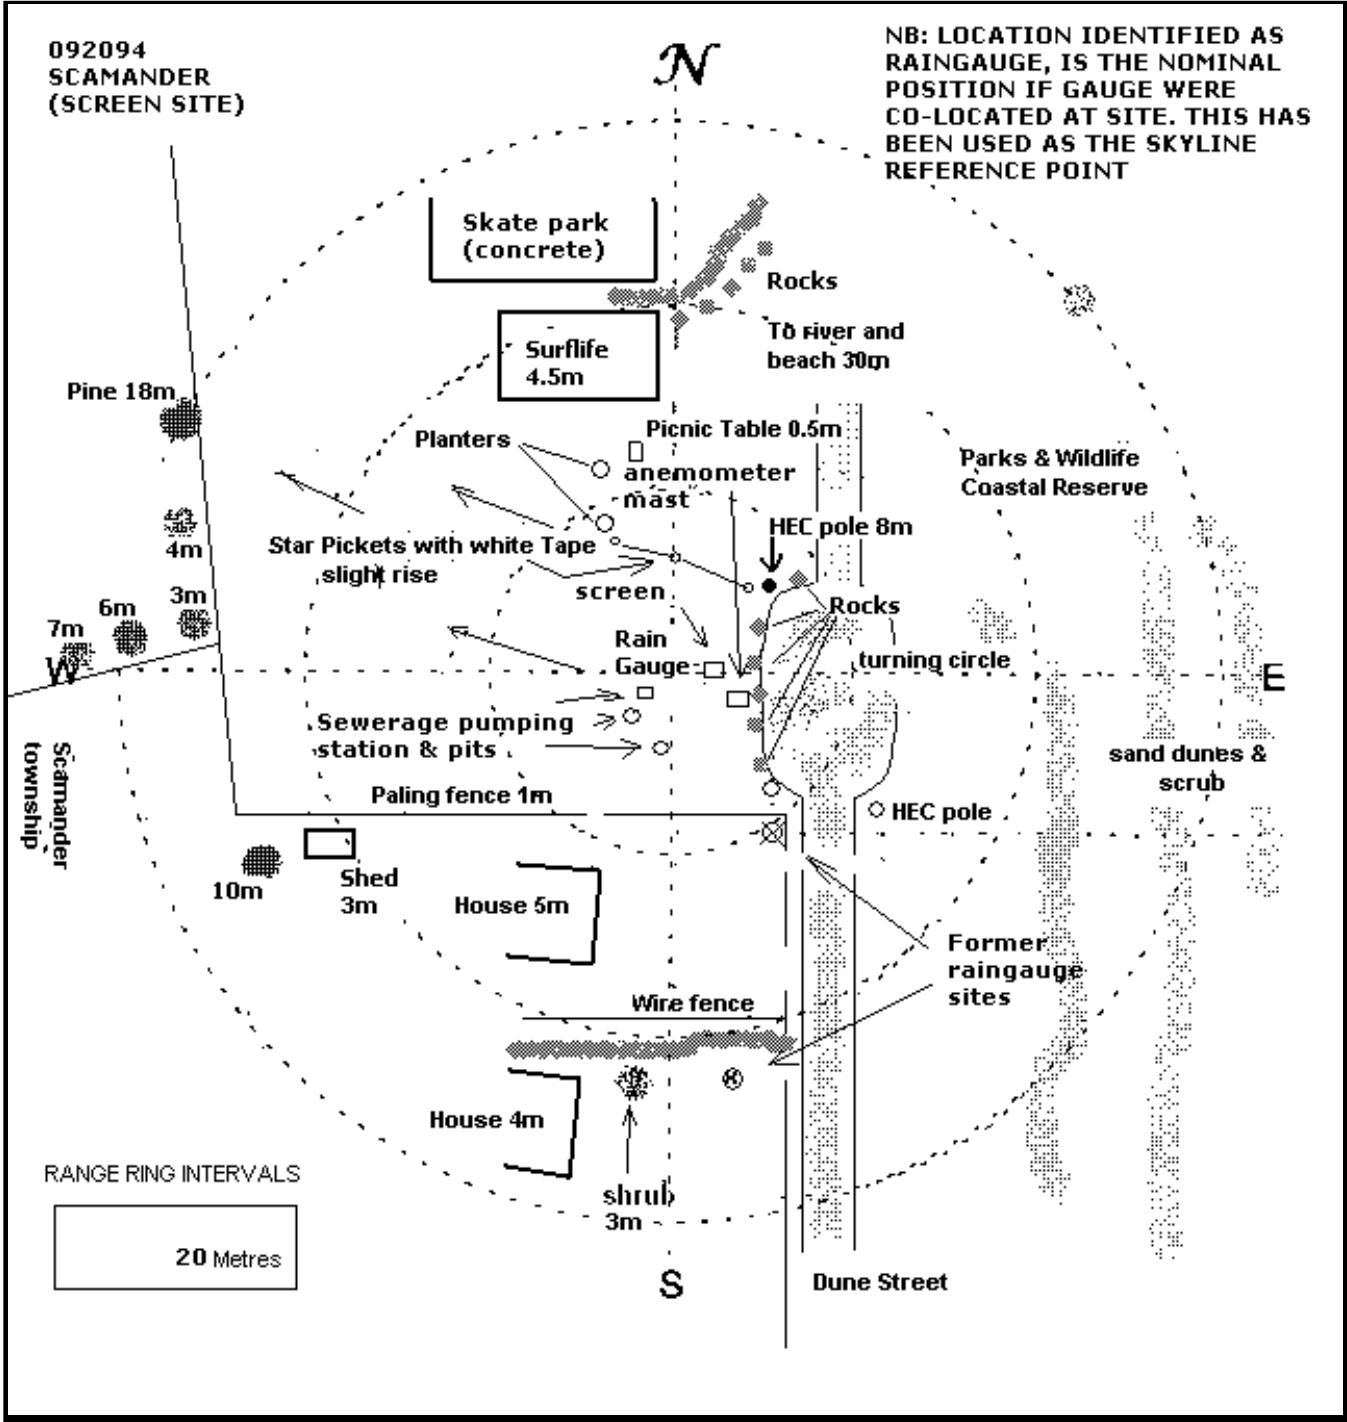 092094
SCAMANDER
(SCREEN SITE)
N
NB: LOCATION IDENTIFIED AS
RAINGAUGE, IS THE NOMINAL
POSITION IF GAUGE WERE
CO-LOCATED AT SITE. THIS HAS
BEEN USED AS THE SKYLINE
REFERENCE POINT
Skate park
(concrete)
Rocks
To river and
beach 30m
Surflife
4.5m
Pine 18m
Planters
Picnic Table 0.5m
anemometer
mast
Parks & Wildlife
Coastal Reserve
HEC pole 8m
4m
Star Pickets with white Tape
slight rise
screen
3m
6m
7m
Rocks
Rain
Gauge
turning circle
W
E
Sewerage pumping
station & pits
Scamander
township
sand dunes &
scrub
Paling fence 1m
HEC pole
10m
Shed
3m
House 5m
Former
raingauge
sites
Wire fence
House 4m
shrub
3m
RANGE RING INTERVALS
20 Metres
S
Dune Street